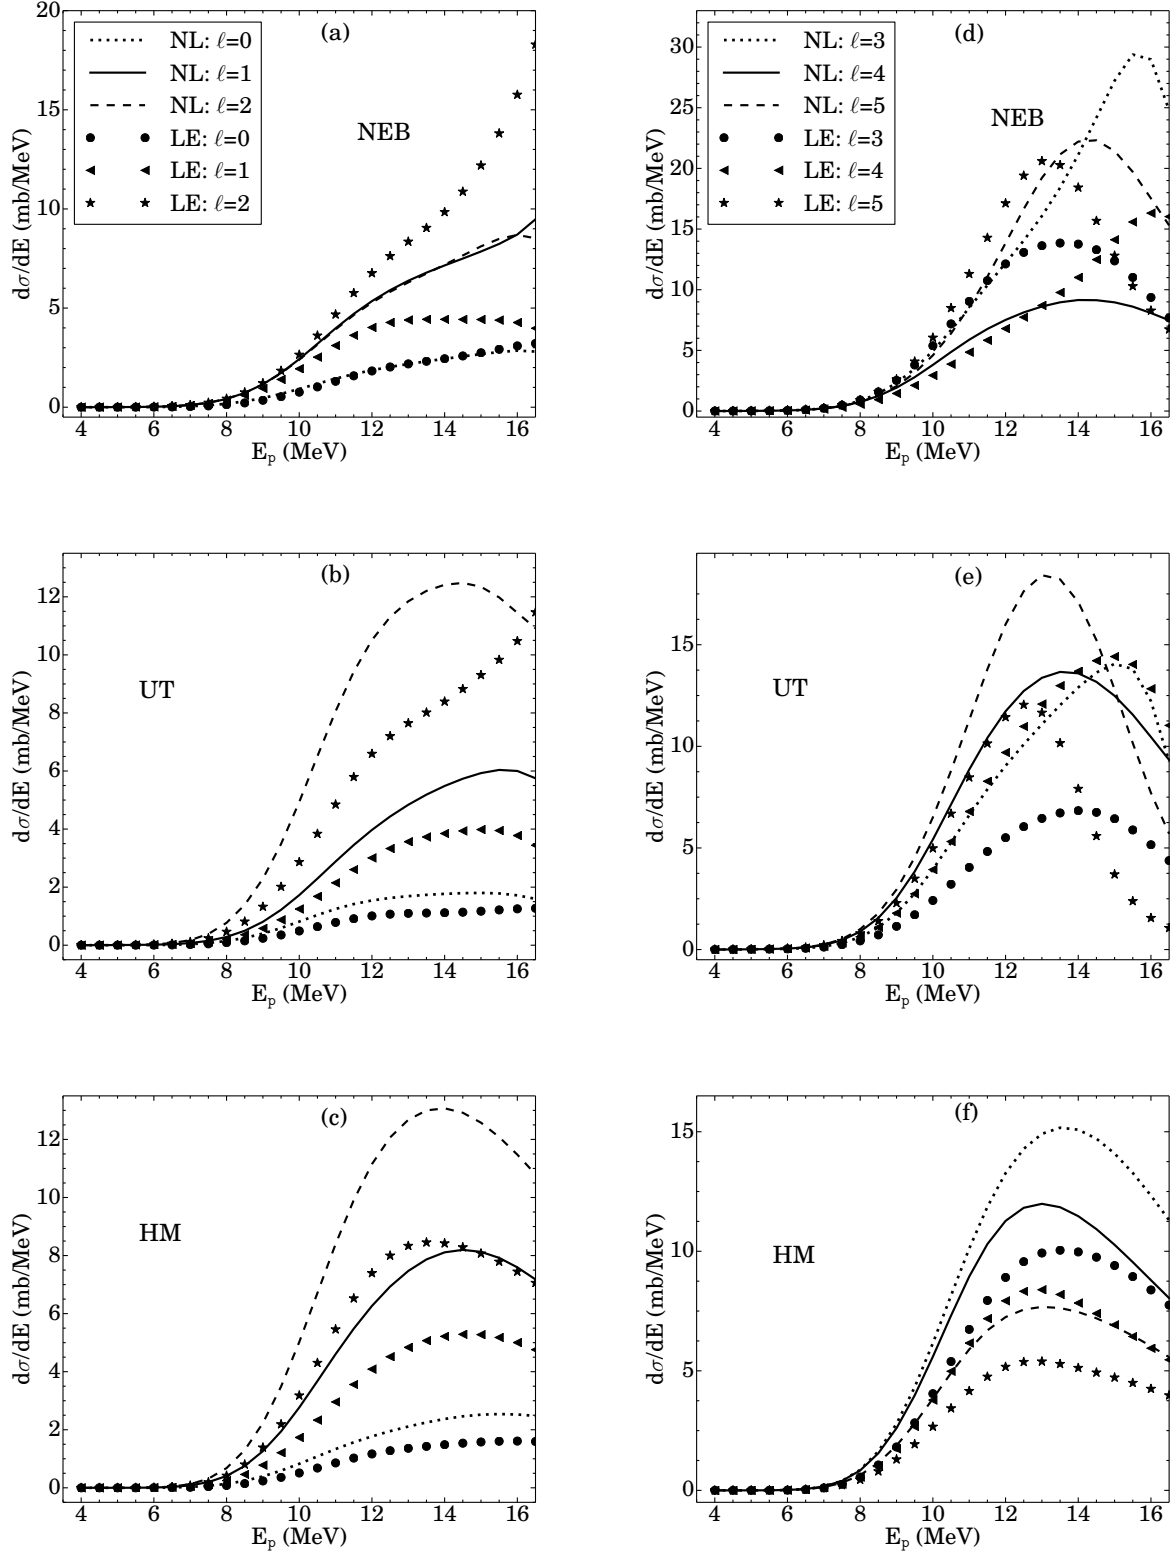 (a)
NL: ℓ=0
NL: ℓ=1
NL: ℓ=2
LE: ℓ=0
LE: ℓ=1
LE: ℓ=2
NEB
dσ/dE (mb/MeV)
20
15
10
5
0
4 6 8 10 12 14 16
E_p (MeV)
(d)
NL: ℓ=3
NL: ℓ=4
NL: ℓ=5
LE: ℓ=3
LE: ℓ=4
LE: ℓ=5
NEB
dσ/dE (mb/MeV)
30
25
20
15
10
5
0
4 6 8 10 12 14 16
E_p (MeV)
(b)
UT
dσ/dE (mb/MeV)
12
10
8
6
4
2
0
4 6 8 10 12 14 16
E_p (MeV)
(e)
UT
dσ/dE (mb/MeV)
15
10
5
0
4 6 8 10 12 14 16
E_p (MeV)
(c)
HM
dσ/dE (mb/MeV)
12
10
8
6
4
2
0
4 6 8 10 12 14 16
E_p (MeV)
(f)
HM
dσ/dE (mb/MeV)
15
10
5
0
4 6 8 10 12 14 16
E_p (MeV)